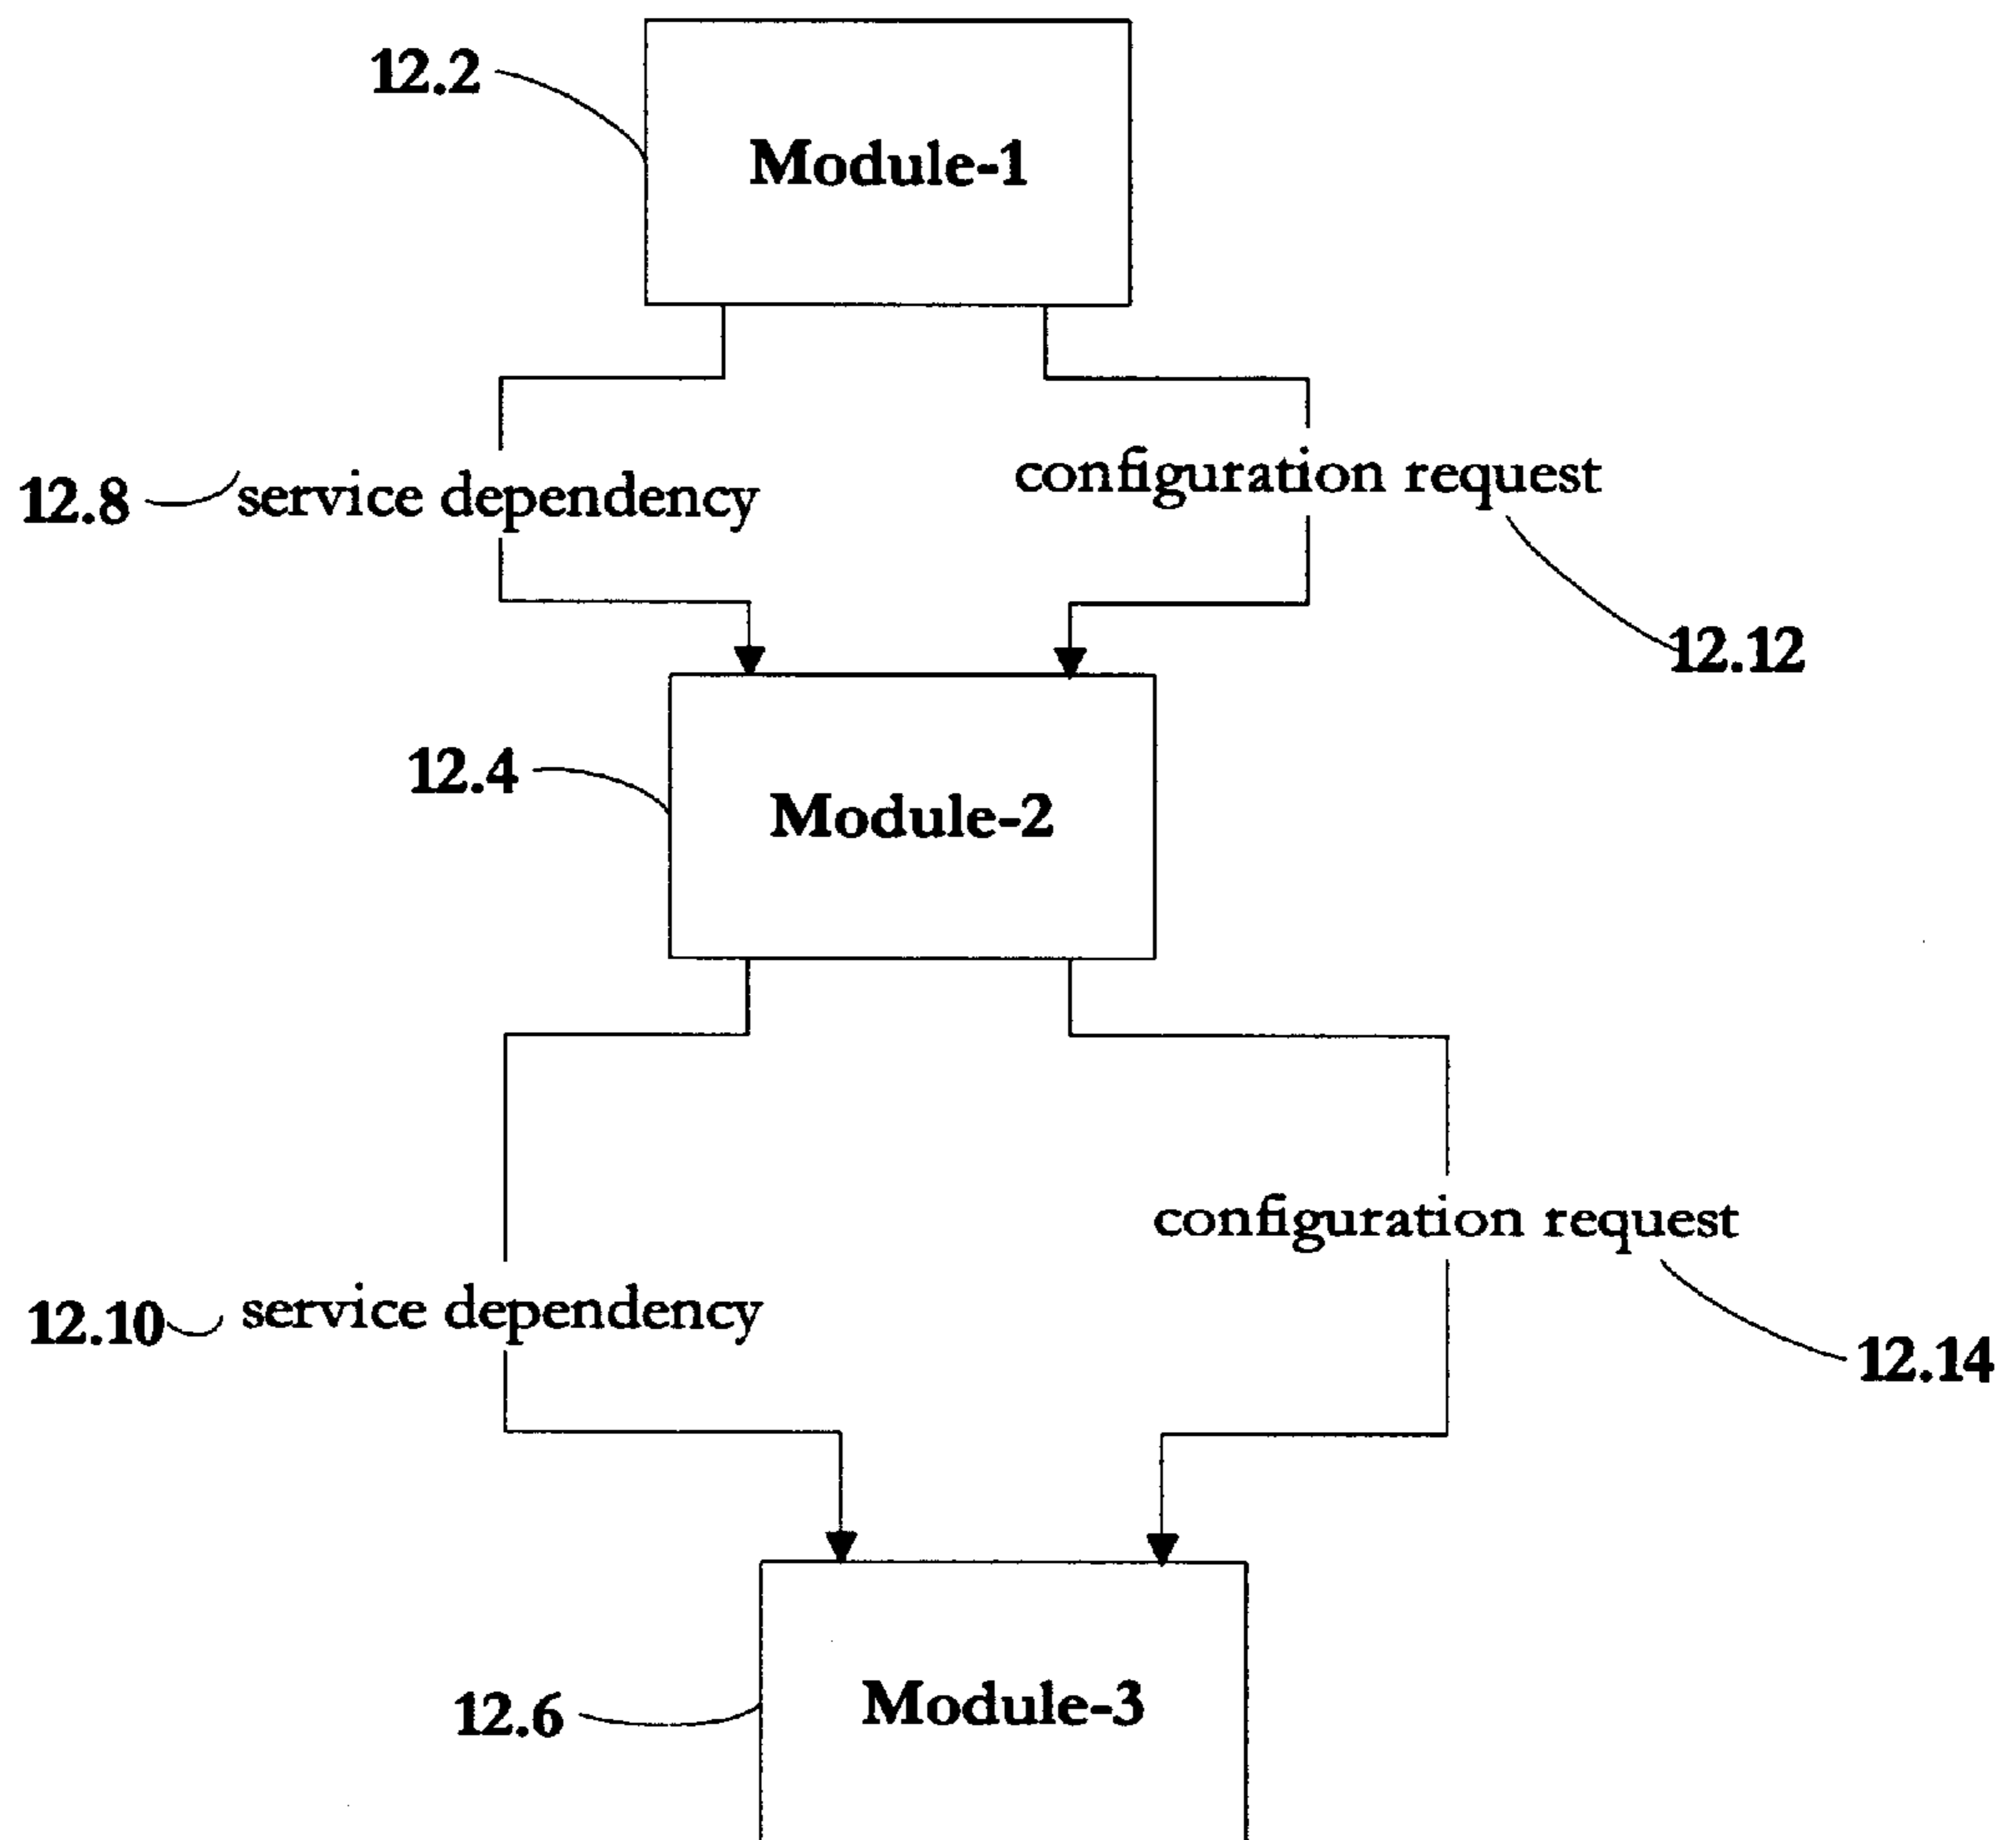 12.2
Module-1
12.8
service dependency
configuration request
12.12
12.4
Module-2
configuration request
12.10
service dependency
12.14
12.6
Module-3